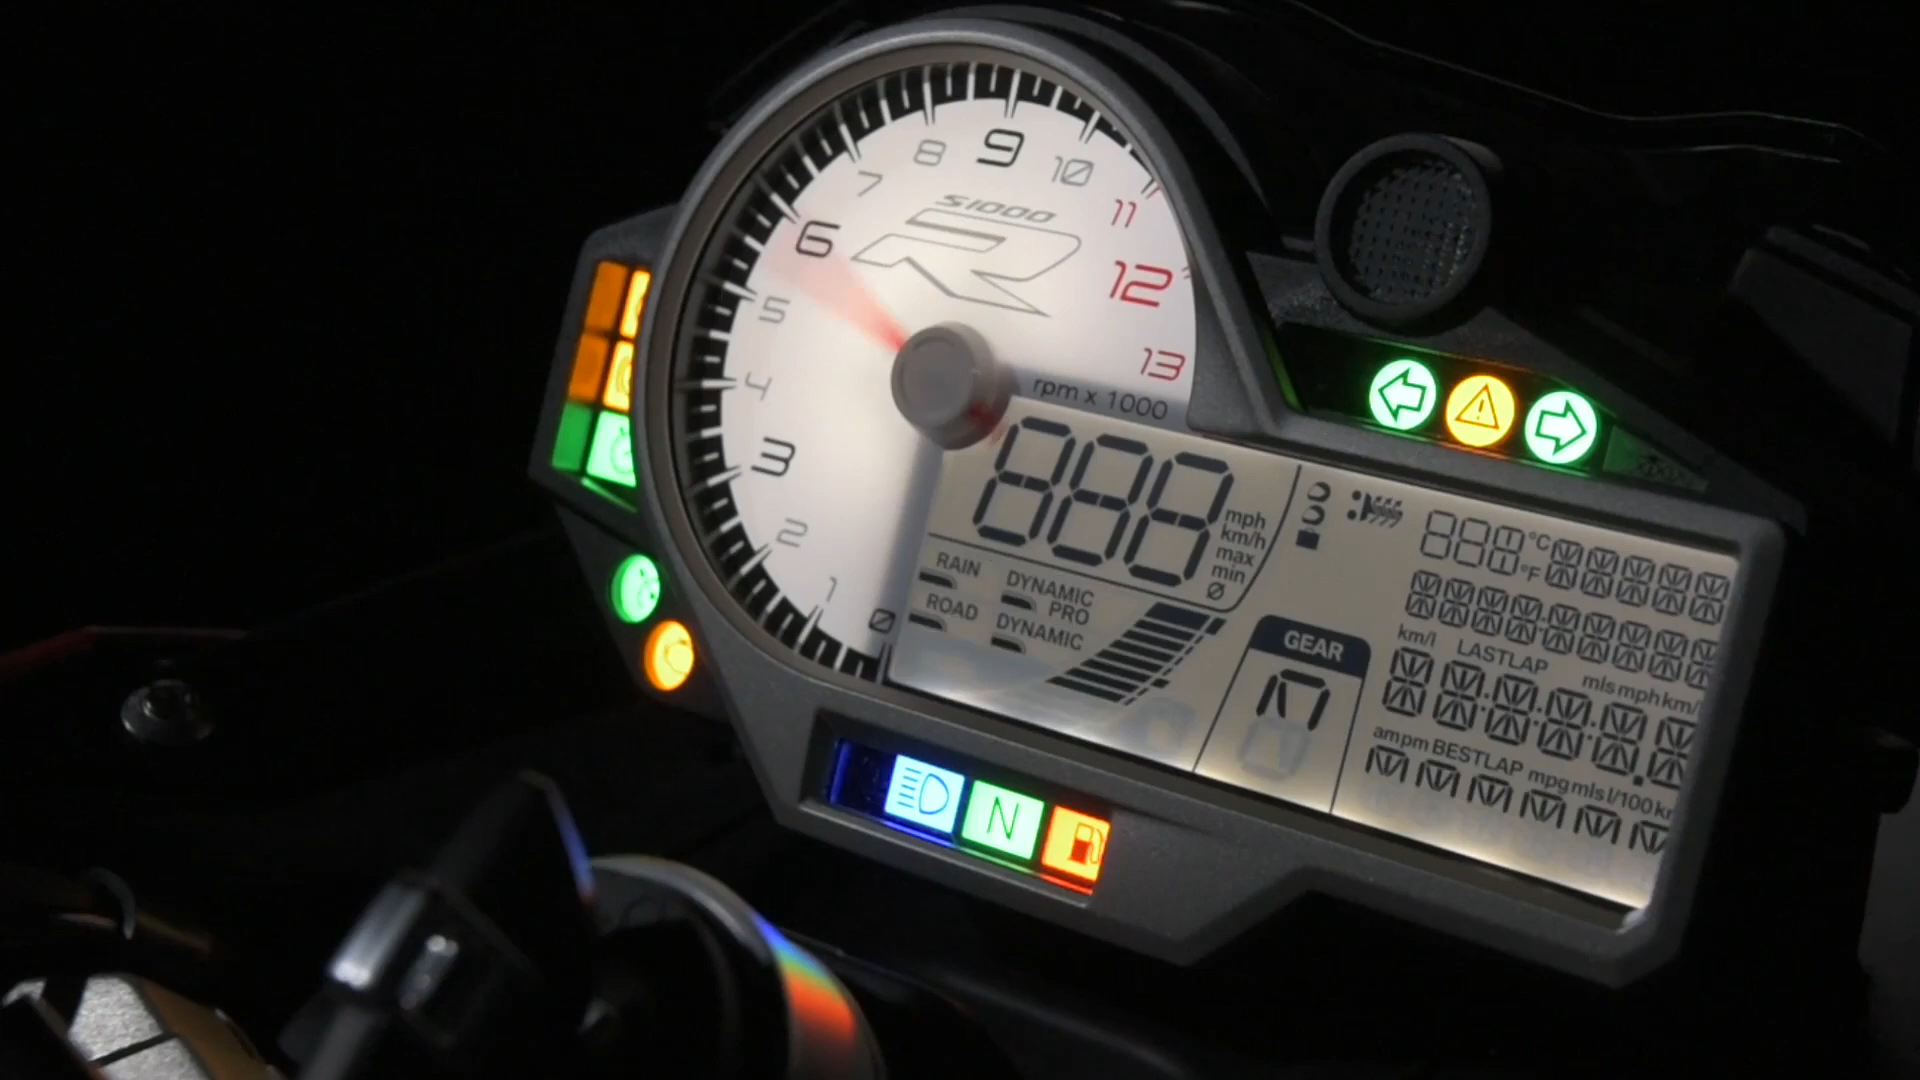 0
1
2
3
4
5
6
7
8
9
10
11
12
13
S1000
R
rpm x 1000
888
mph
km/h
max
min
Ø
RAIN
DYNAMIC
PRO
ROAD
DYNAMIC
GEAR
°C
°F
km/l LASTLAP
mls mph km/
am pm BESTLAP mpg mls l/100 km
N